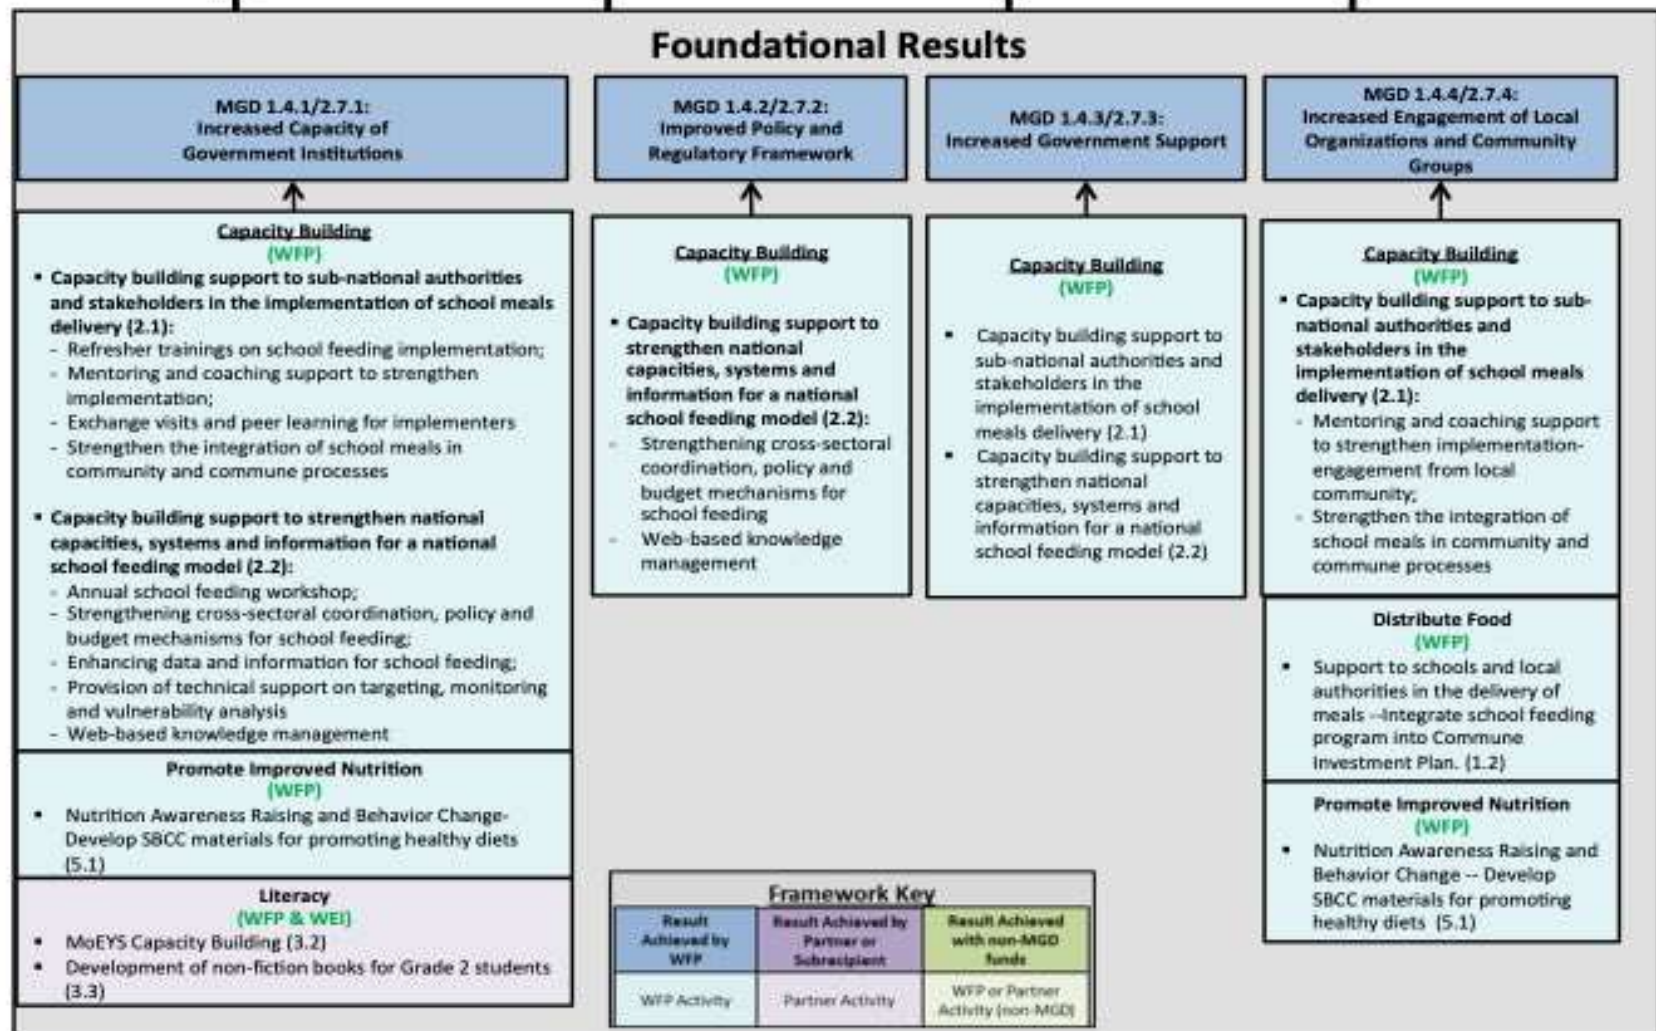 Foundational Results
MGD 1.4.1/2.7.1:
Increased Capacity of
Government Institutions
Capacity Building
(WFP)
▪ Capacity building support to sub-national authorities
and stakeholders in the implementation of school meals
delivery (2.1):
- Refresher trainings on school feeding implementation;
- Mentoring and coaching support to strengthen
implementation;
- Exchange visits and peer learning for implementers
- Strengthen the integration of school meals in
community and commune processes
▪ Capacity building support to strengthen national
capacities, systems and information for a national
school feeding model (2.2):
- Annual school feeding workshop;
- Strengthening cross-sectoral coordination, policy and
budget mechanisms for school feeding;
- Enhancing data and information for school feeding;
- Provision of technical support on targeting, monitoring
and vulnerability analysis
- Web-based knowledge management
Promote Improved Nutrition
(WFP)
▪ Nutrition Awareness Raising and Behavior Change-
Develop SBCC materials for promoting healthy diets
(5.1)
Literacy
(WFP & WEI)
▪ MoEYS Capacity Building (3.2)
▪ Development of non-fiction books for Grade 2 students
(3.3)
MGD 1.4.2/2.7.2:
Improved Policy and
Regulatory Framework
Capacity Building
(WFP)
▪ Capacity building support to
strengthen national
capacities, systems and
information for a national
school feeding model (2.2):
- Strengthening cross-sectoral
coordination, policy and
budget mechanisms for
school feeding
- Web-based knowledge
management
MGD 1.4.3/2.7.3:
Increased Government Support
Capacity Building
(WFP)
▪ Capacity building support to
sub-national authorities and
stakeholders in the
implementation of school
meals delivery (2.1)
▪ Capacity building support to
strengthen national
capacities, systems and
information for a national
school feeding model (2.2)
MGD 1.4.4/2.7.4:
Increased Engagement of Local
Organizations and Community
Groups
Capacity Building
(WFP)
▪ Capacity building support to sub-
national authorities and
stakeholders in the
implementation of school meals
delivery (2.1):
- Mentoring and coaching support
to strengthen implementation-
engagement from local
community;
- Strengthen the integration of
school meals in community and
commune processes
Distribute Food
(WFP)
▪ Support to schools and local
authorities in the delivery of
meals --Integrate school feeding
program into Commune
Investment Plan. (1.2)
Promote Improved Nutrition
(WFP)
▪ Nutrition Awareness Raising and
Behavior Change -- Develop
SBCC materials for promoting
healthy diets (5.1)
Framework Key
Result
Achieved by
WFP
Result Achieved by
Partner or
Subrecipient
Result Achieved
with non-MGD
funds
WFP Activity
Partner Activity
WFP or Partner
Activity (non-MGD)